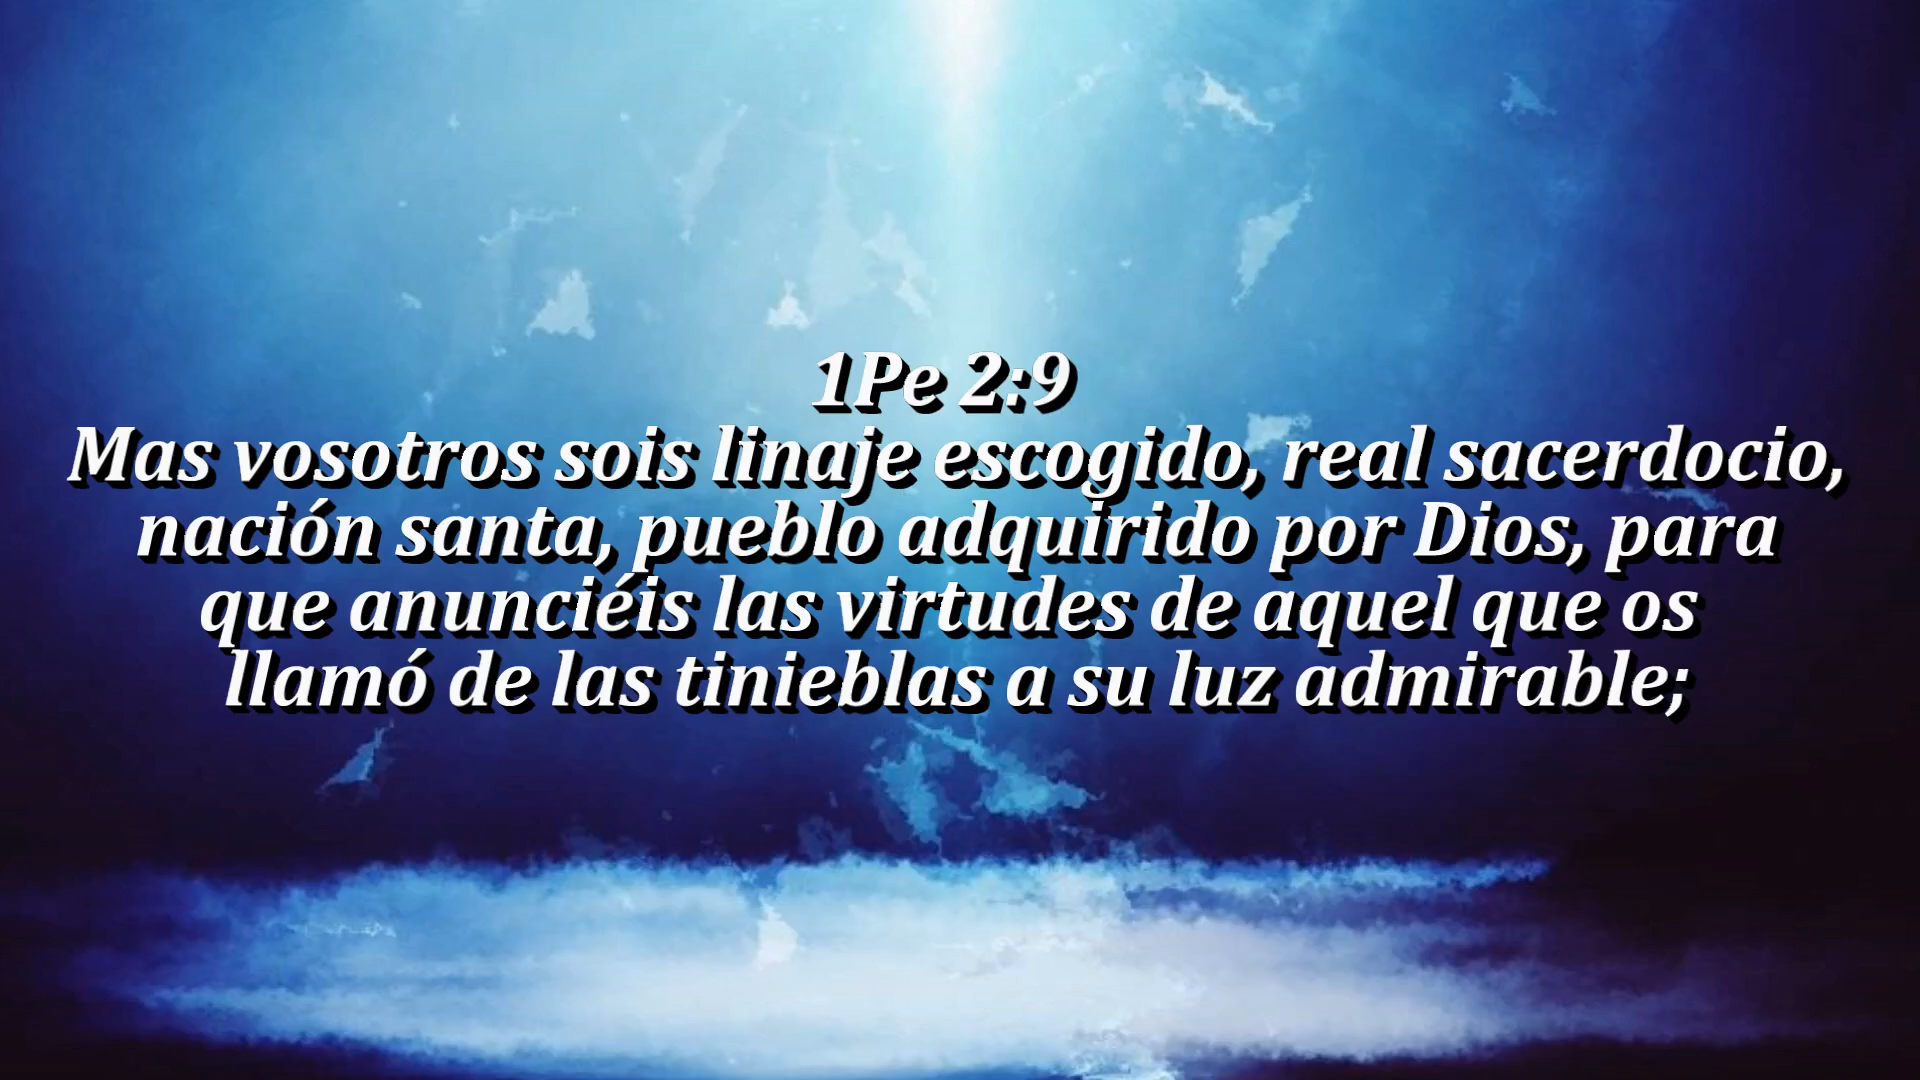 1Pe 2:9
Mas vosotros sois linaje escogido, real sacerdocio,
nación santa, pueblo adquirido por Dios, para
que anunciéis las virtudes de aquel que os
llamó de las tinieblas a su luz admirable;